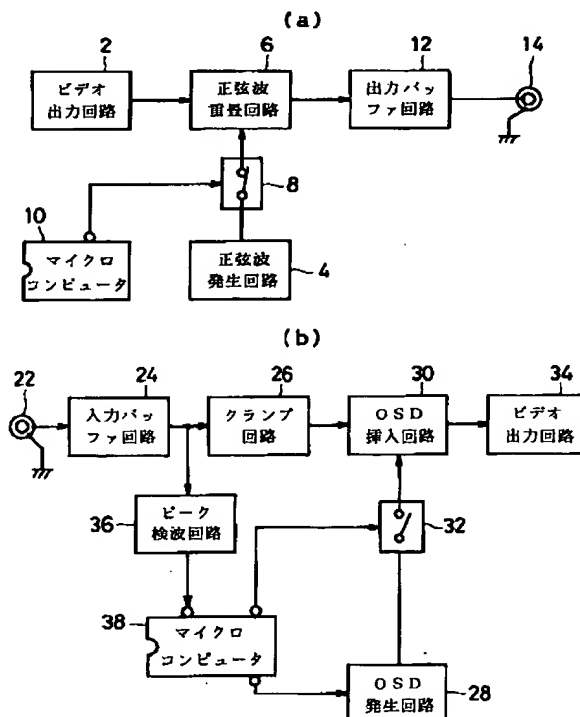 (a)
2
6
12
14
ビデオ
出力回路
正弦波
重畳回路
出力バッ
ファ回路
8
10
マイクロ
コンピュータ
正弦波
発生回路
4
(b)
22
24
26
30
34
入力バッ
ファ回路
クランプ
回路
OSD
挿入回路
ビデオ
出力回路
36
ピーク
検波回路
32
38
マイクロ
コンピュータ
OSD
発生回路
28